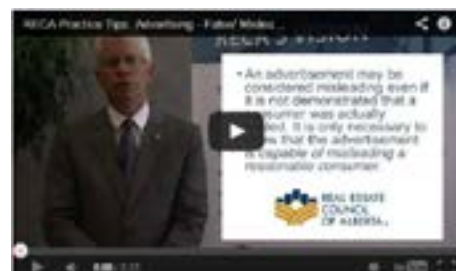 RECA Practice Tips: Advertising - False/ Mislea...
RECA'S VISION
• An advertisement may be
considered misleading even if
it is not demonstrated that a
consumer was actually
It is only necessary to
that the advertisement
is capable of misleading a
reasonable consumer.
REAL ESTATE
COUNCIL
OF ALBERTA